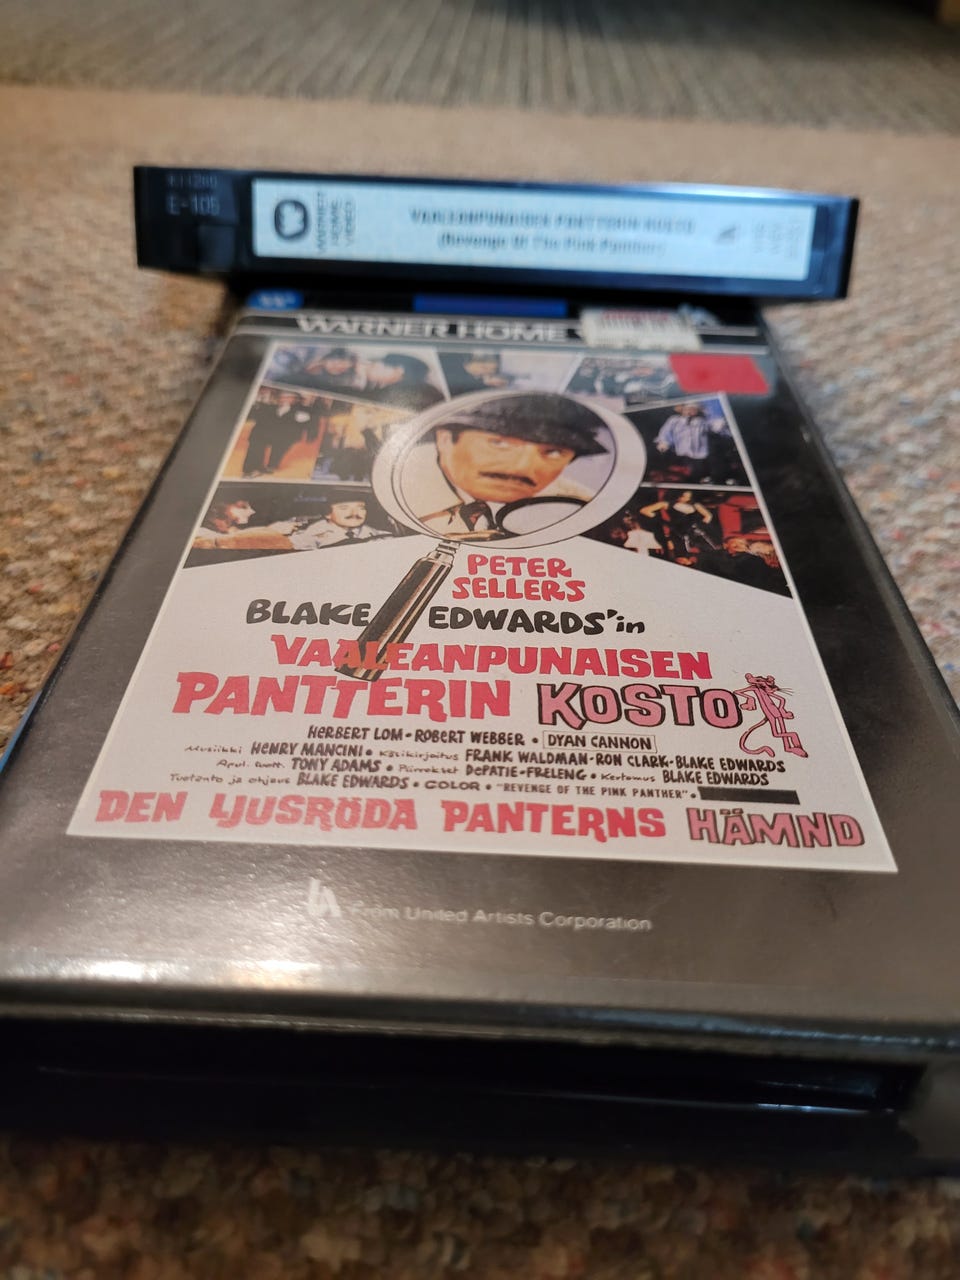 E-105
WARNER
HOME
VIDEO
VAALEANPUNAISEN PANTTERIN KOSTO
(Revenge Of The Pink Panther)
WARNER HOME
PETER
SELLERS
BLAKE EDWARDS'in
VAALEANPUNAISEN
PANTTERIN KOSTO
HERBERT LOM • ROBERT WEBBER • DYAN CANNON
Musiikki HENRY MANCINI • Käsikirjoitus FRANK WALDMAN • RON CLARK • BLAKE EDWARDS
Apul. tuott. TONY ADAMS • Piirrokset DePATIE-FRELENG • Kertomus BLAKE EDWARDS
Tuotanto ja ohjaus BLAKE EDWARDS • COLOR • "REVENGE OF THE PINK PANTHER" •
DEN LJUSRÖDA PANTERNS HÄMND
From United Artists Corporation